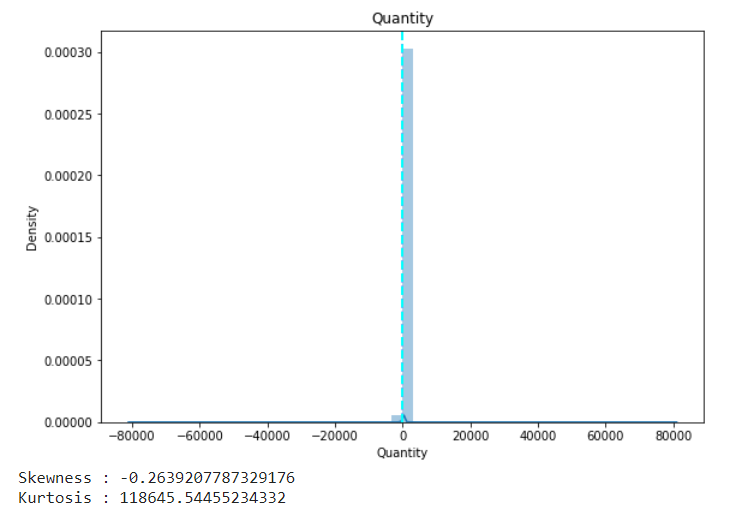 Quantity
0.00030
0.00025
0.00020
0.00015
0.00010
0.00005
0.00000
Density
−80000 −60000 −40000 −20000 0 20000 40000 60000 80000
Quantity
Skewness : -0.2639207787329176
Kurtosis : 118645.54455234332